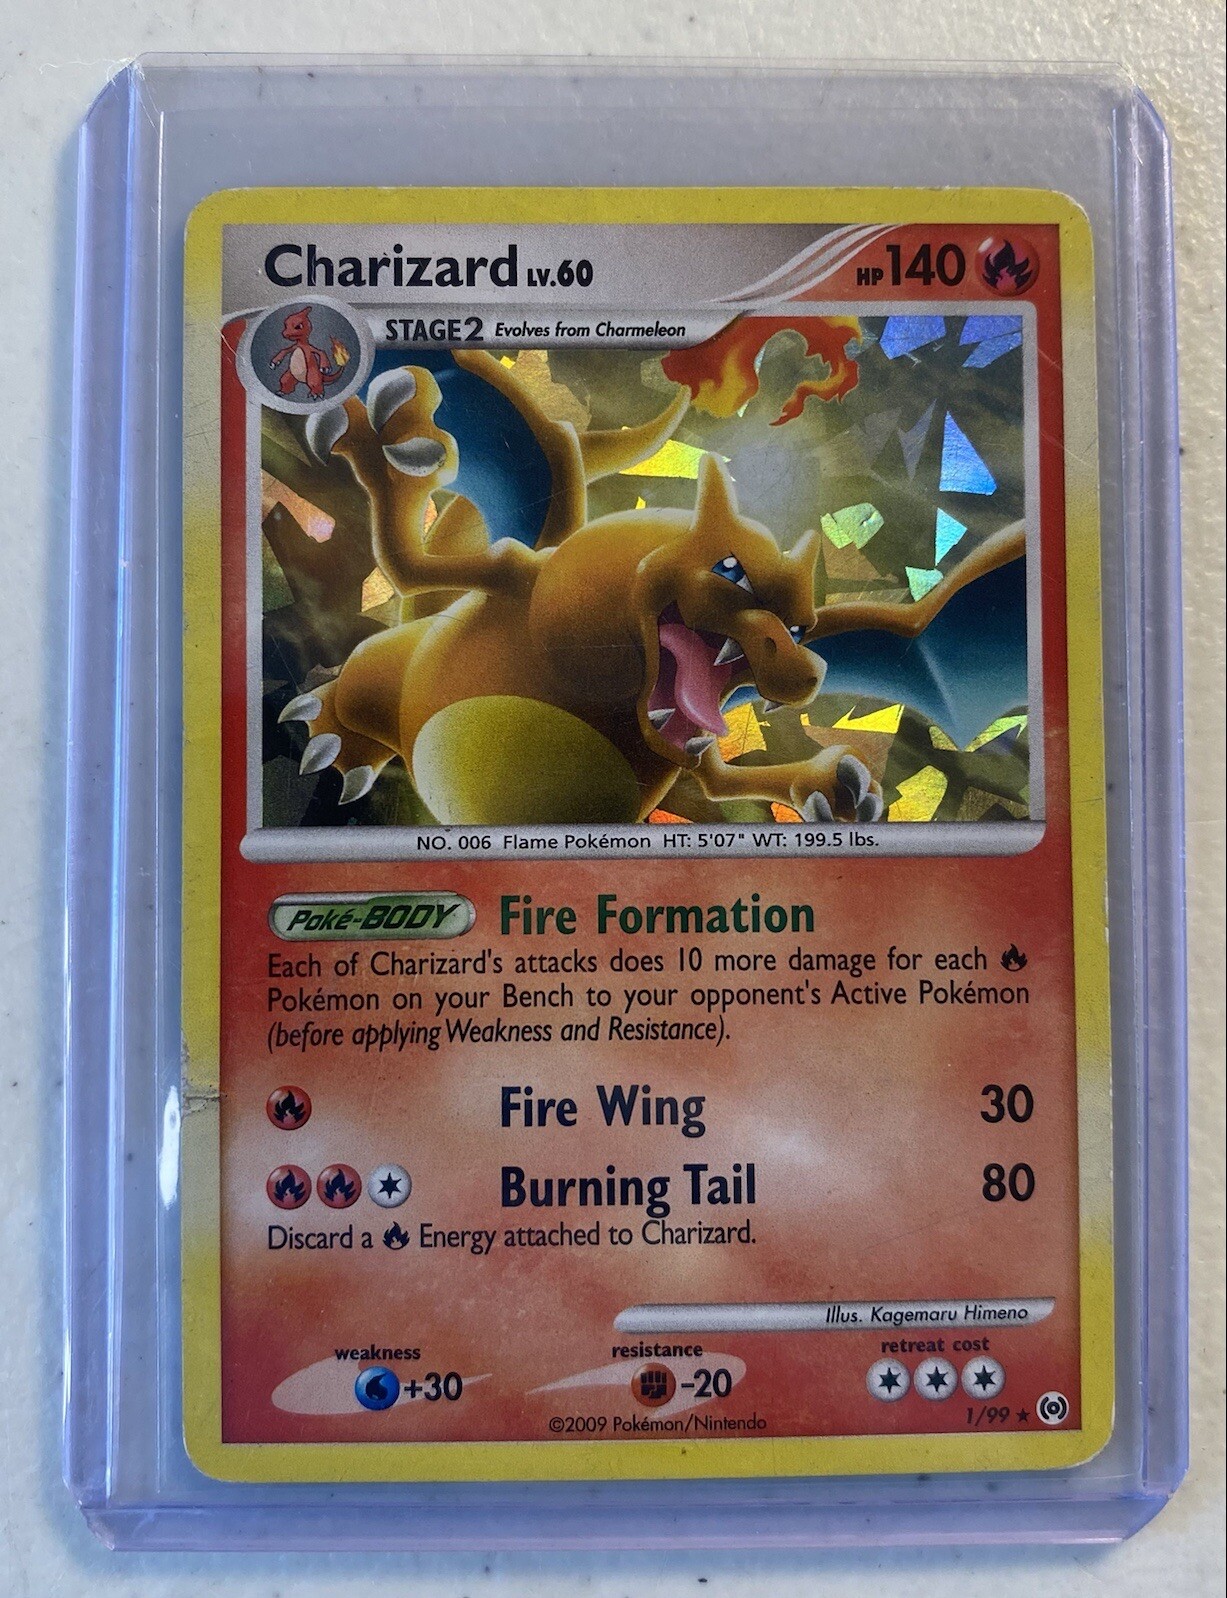 Charizard LV.60 HP 140
STAGE2 Evolves from Charmeleon
NO. 006 Flame Pokémon HT: 5'07" WT: 199.5 lbs.
Poké-BODY Fire Formation
Each of Charizard's attacks does 10 more damage for each
Pokémon on your Bench to your opponent's Active Pokémon
(before applying Weakness and Resistance).
Fire Wing 30
Burning Tail 80
Discard a Energy attached to Charizard.
Illus. Kagemaru Himeno
weakness resistance retreat cost
+30 -20
©2009 Pokémon/Nintendo 1/99